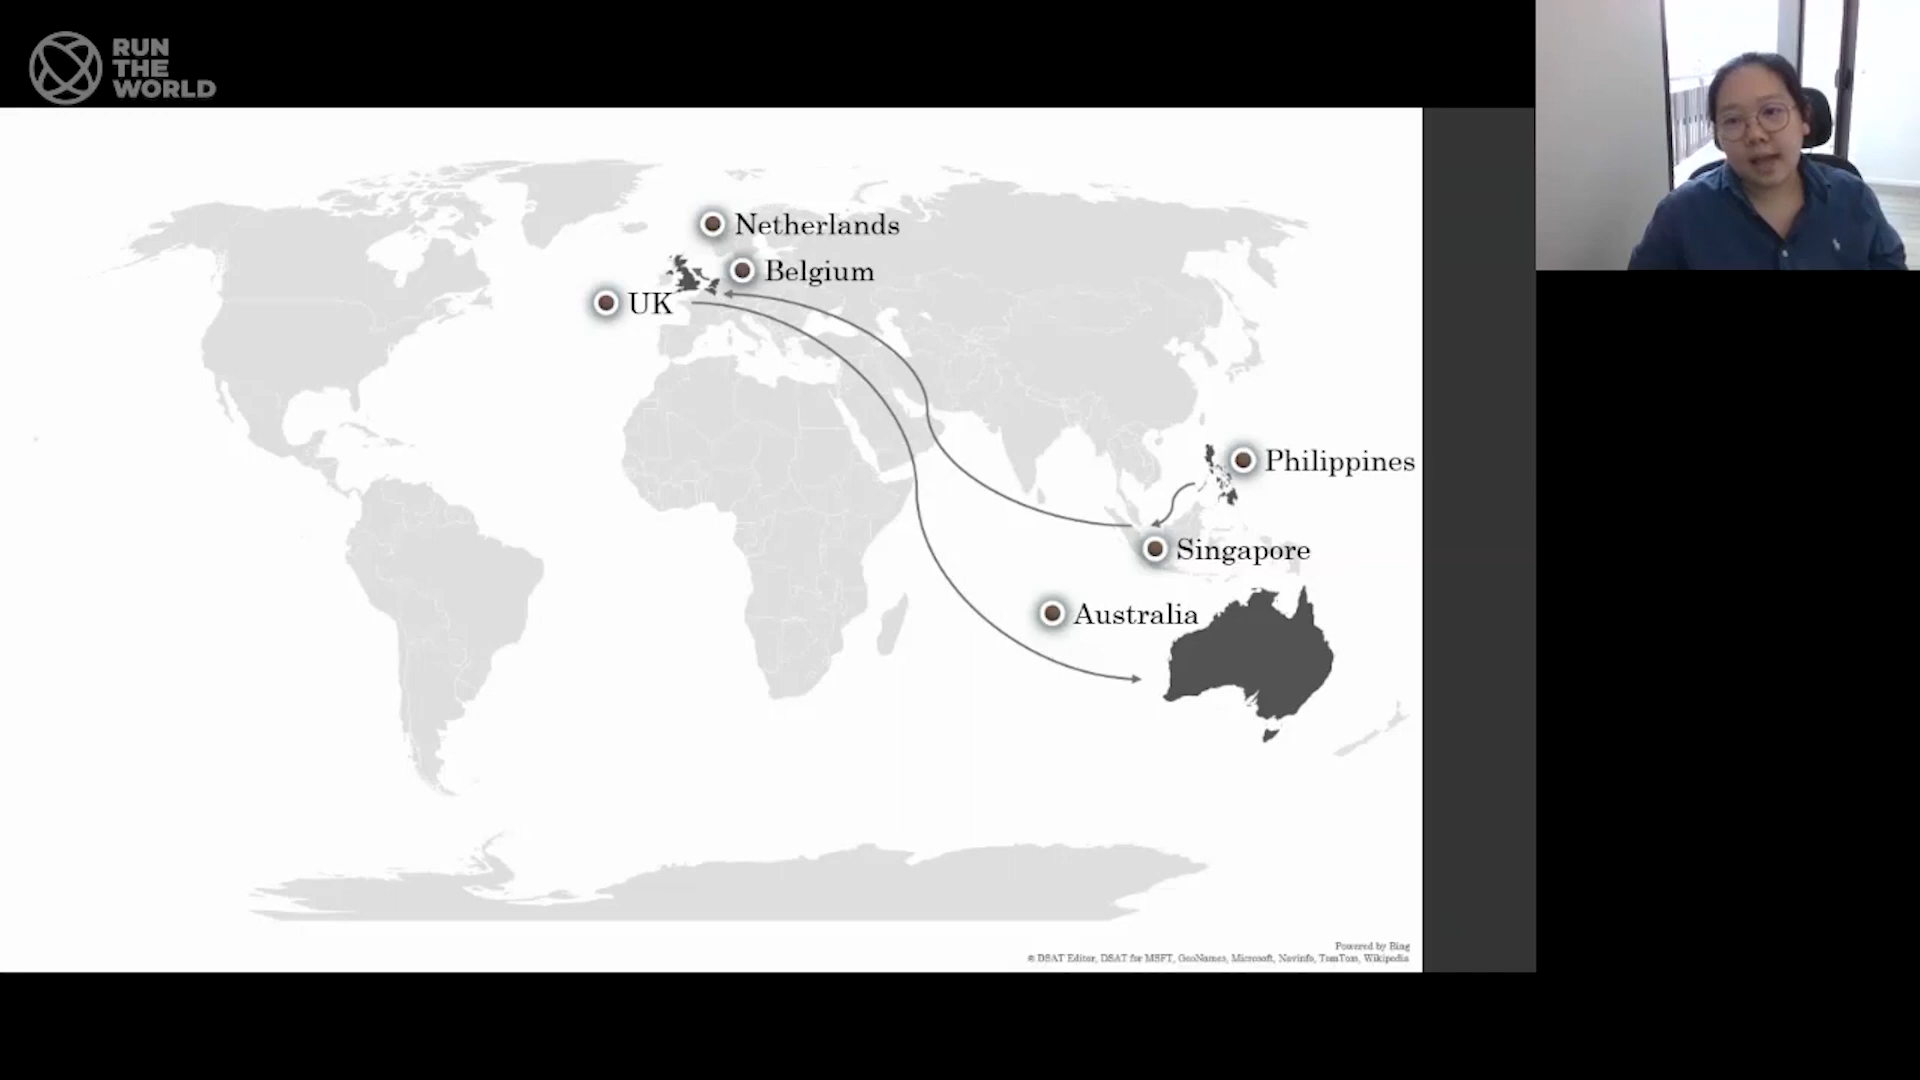 RUN
THE
WORLD
Netherlands
Belgium
UK
Philippines
Singapore
Australia
Powered by Bing
© DSAT Editor, DSAT for MSFT, GeoNames, Microsoft, Navinfo, TomTom, Wikipedia